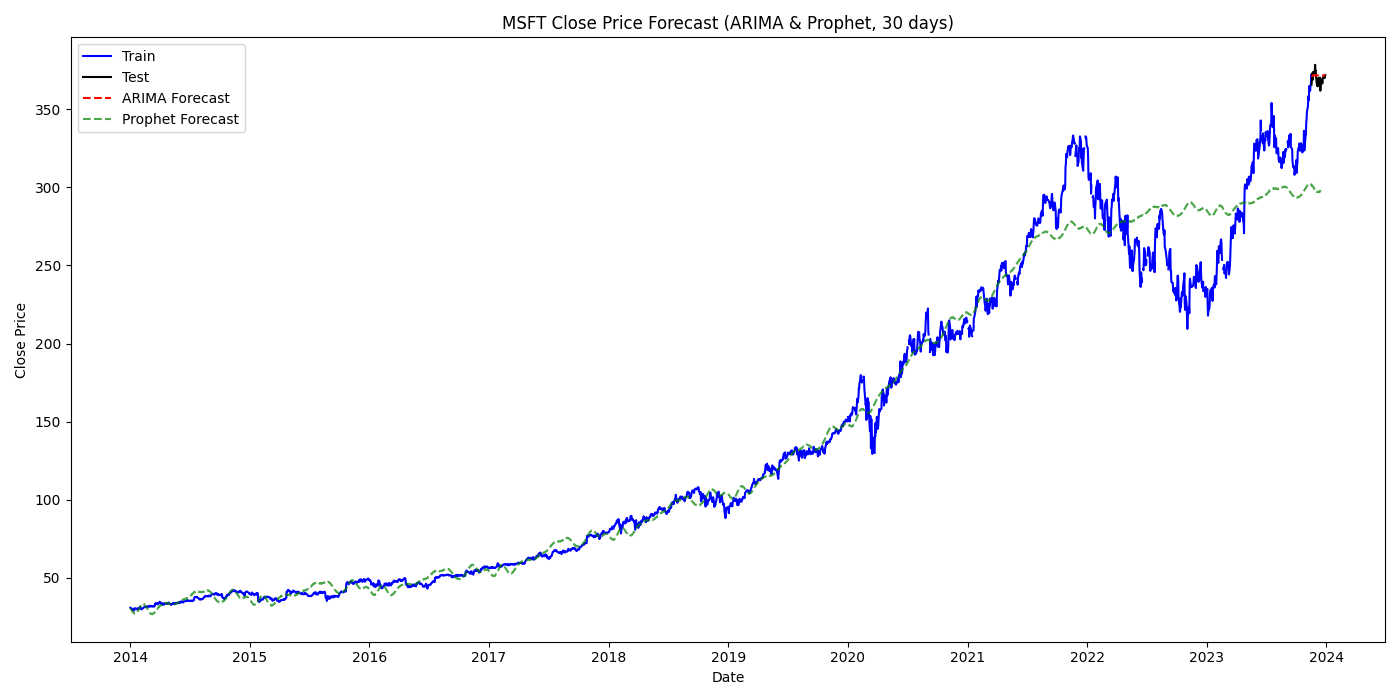 MSFT Close Price Forecast (ARIMA & Prophet, 30 days)
Train
Test
ARIMA Forecast
Prophet Forecast
Close Price
350
300
250
200
150
100
50
2014 2015 2016 2017 2018 2019 2020 2021 2022 2023 2024
Date